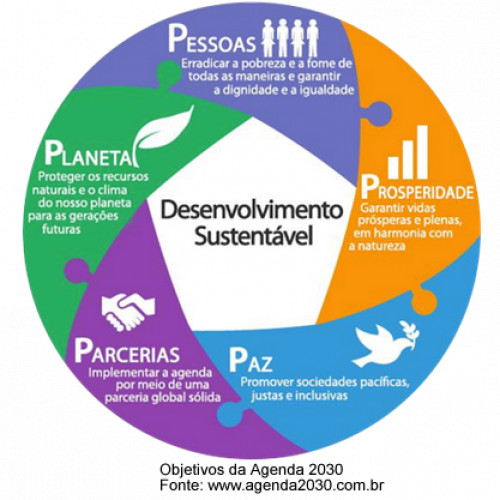 PESSOAS
Erradicar a pobreza e a fome de
todas as maneiras e garantir
a dignidade e a igualdade
PLANETA
Proteger os recursos
naturais e o clima
do nosso planeta
para as gerações
futuras
Desenvolvimento
Sustentável
PROSPERIDADE
Garantir vidas
prósperas e plenas,
em harmonia com
a natureza
PARCERIAS
Implementar a agenda
por meio de uma
parceria global sólida
PAZ
Promover sociedades pacíficas,
justas e inclusivas
Objetivos da Agenda 2030
Fonte: www.agenda2030.com.br